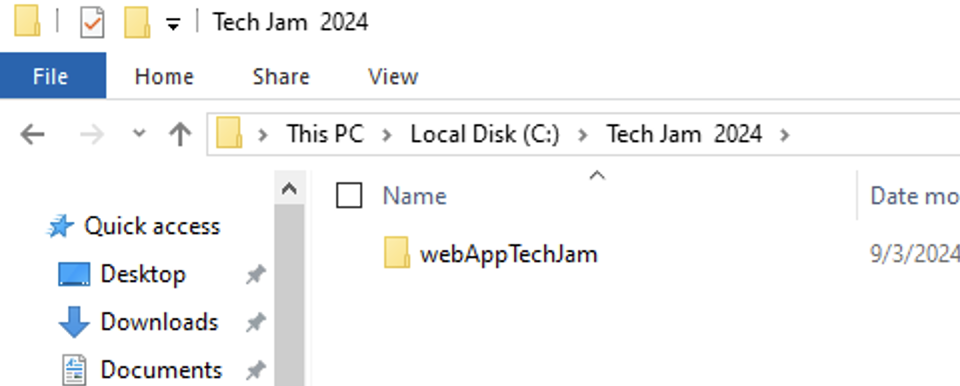 Tech Jam  2024
File Home Share View
This PC Local Disk (C:) Tech Jam  2024
Name Date mo
Quick access
webAppTechJam 9/3/2024
Desktop
Downloads
Documents